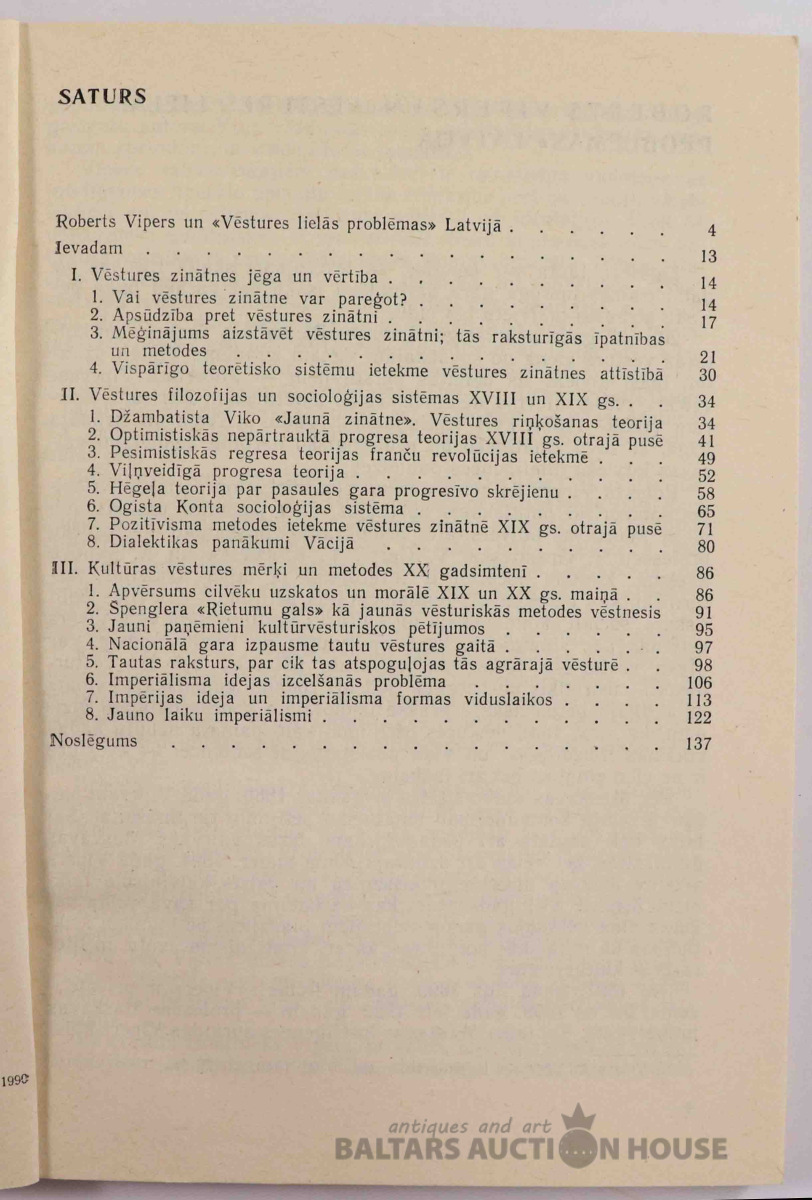 SATURS
Roberts Vipers un «Vēstures lielās problēmas» Latvijā . . . . . . 4
Ievadam . . . . . . . . . . . . . . . . . . 13
I. Vēstures zinātnes jēga un vērtība . . . . . . . . . . 14
1. Vai vēstures zinātne var pareģot? . . . . . . . . . 14
2. Apsūdzība pret vēstures zinātni . . . . . . . . . . 17
3. Mēģinājums aizstāvēt vēstures zinātni; tās raksturīgās īpatnības
un metodes . . . . . . . . . . . . . . . 21
4. Vispārīgo teorētisko sistēmu ietekme vēstures zinātnes attīstībā 30
II. Vēstures filozofijas un socioloģijas sistēmas XVIII un XIX gs. . . 34
1. Džambatista Viko «Jaunā zinātne». Vēstures riņķošanas teorija 34
2. Optimistiskās nepārtrauktā progresa teorijas XVIII gs. otrajā pusē 41
3. Pesimistiskās regresa teorijas franču revolūcijas ietekmē . . . 49
4. Viļņveidīgā progresa teorija . . . . . . . . . . . 52
5. Hēgeļa teorija par pasaules gara progresīvo skrējienu . . . . 58
6. Ogista Konta socioloģijas sistēma . . . . . . . . . 65
7. Pozitīvisma metodes ietekme vēstures zinātnē XIX gs. otrajā pusē 71
8. Dialektikas panākumi Vācijā . . . . . . . . . . 80
III. Kultūras vēstures mērķi un metodes XX gadsimtenī . . . . . 86
1. Apvērsums cilvēku uzskatos un morālē XIX un XX gs. maiņā . . 86
2. Špenglera «Rietumu gals» kā jaunās vēsturiskās metodes vēstnesis 91
3. Jauni paņēmieni kultūrvēsturiskos pētījumos . . . . . . 95
4. Nacionālā gara izpausme tautu vēstures gaitā . . . . . . 97
5. Tautas raksturs, par cik tas atspoguļojas tās agrārajā vēsturē . . 98
6. Imperiālisma idejas izcelšanās problēma . . . . . . . 106
7. Impērijas ideja un imperiālisma formas viduslaikos . . . . 113
8. Jauno laiku imperiālismi . . . . . . . . . . . . 122
Noslēgums . . . . . . . . . . . . . . . . . 137
1990
antiques and art
BALTARS AUCTION HOUSE